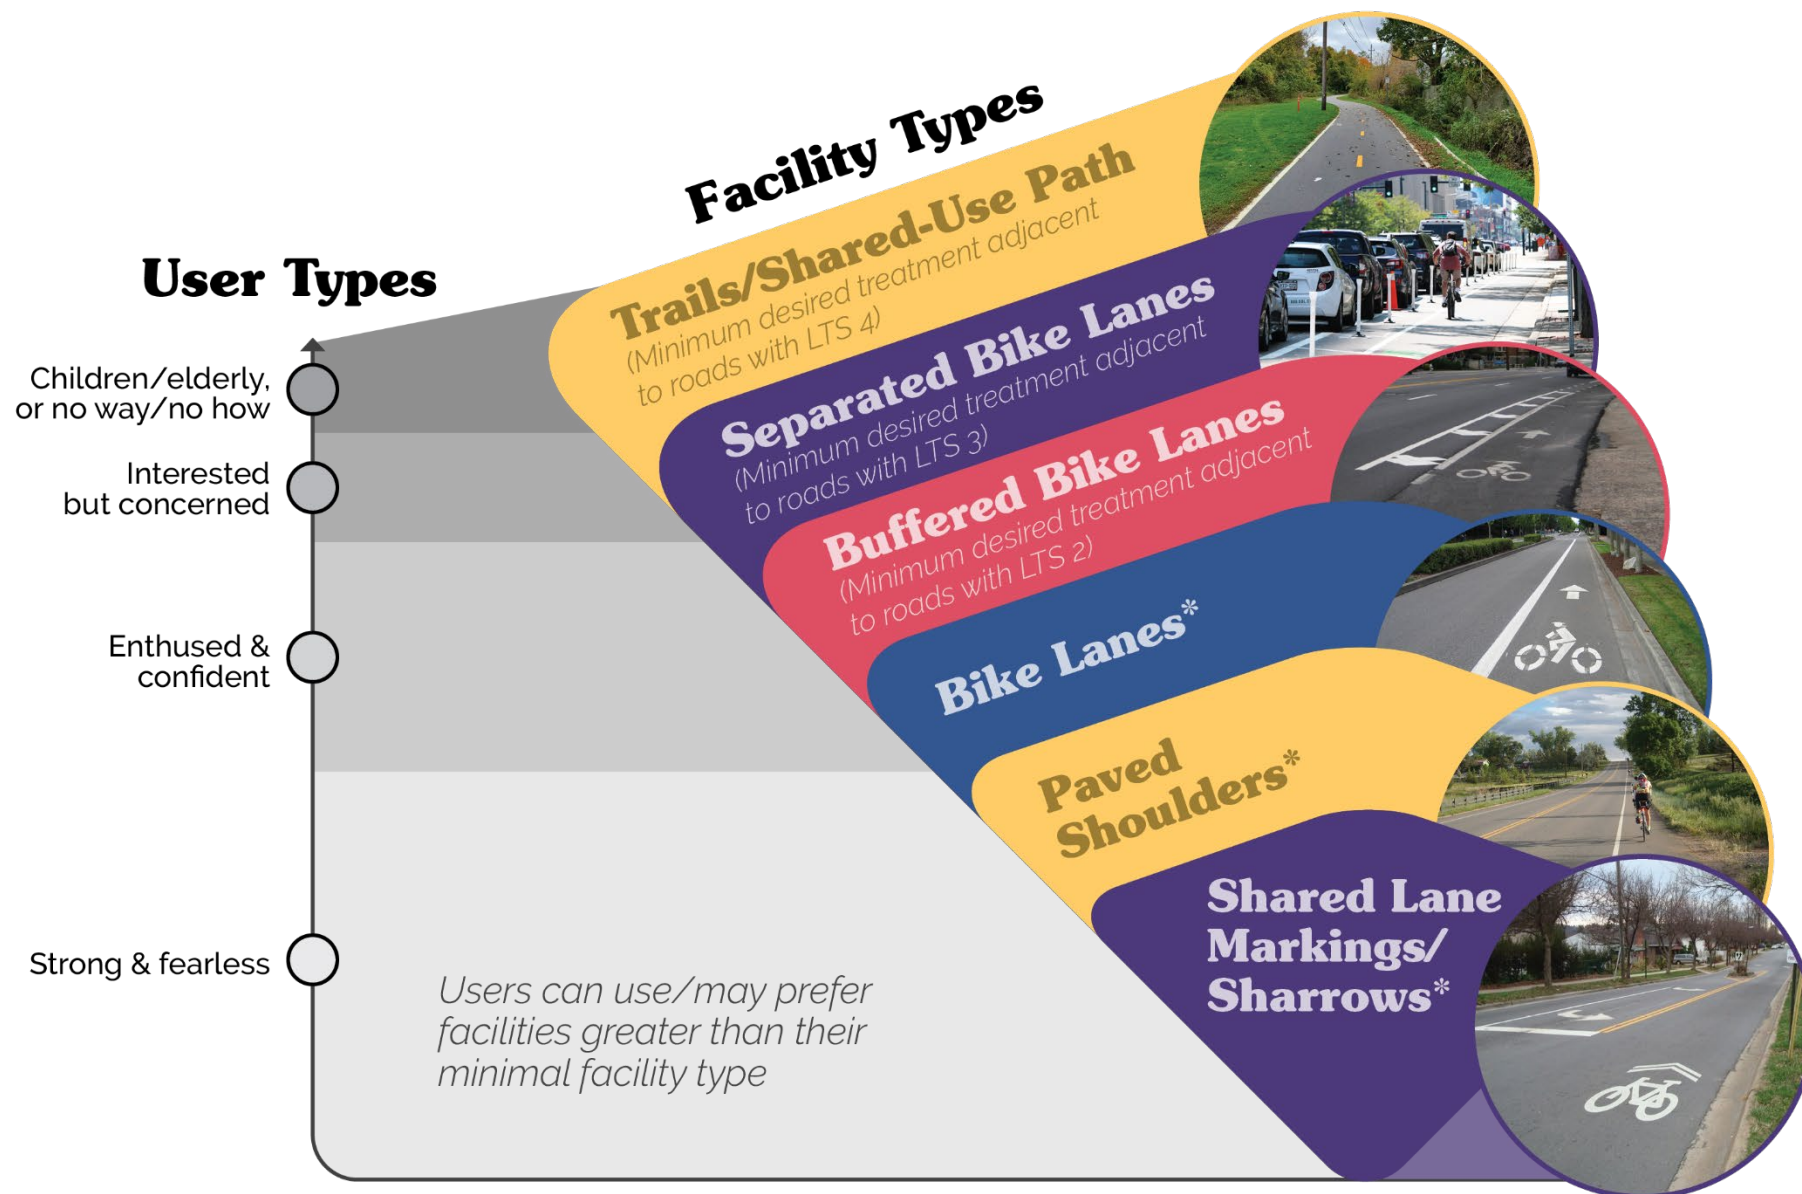 Facility Types
User Types
Children/elderly,
or no way/no how
Interested
but concerned
Enthused &
confident
Strong & fearless
Users can use/may prefer
facilities greater than their
minimal facility type
Trails/Shared-Use Path
(Minimum desired treatment adjacent
to roads with LTS 4)
Separated Bike Lanes
(Minimum desired treatment adjacent
to roads with LTS 3)
Buffered Bike Lanes
(Minimum desired treatment adjacent
to roads with LTS 2)
Bike Lanes*
Paved
Shoulders*
Shared Lane
Markings/
Sharrows*